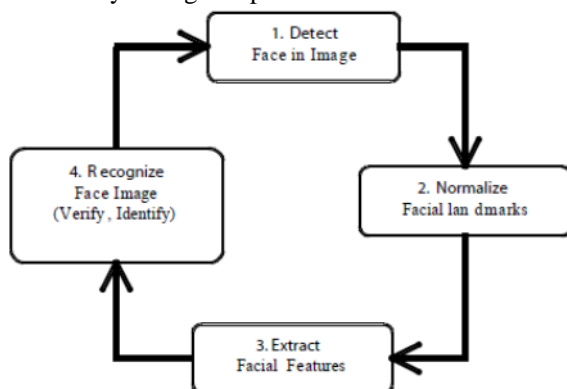 1. Detect
Face in Image
2. Normalize
Facial lan dmarks
3. Extract
Facial Features
4. Recognize
Face Image
(Verify, Identify)